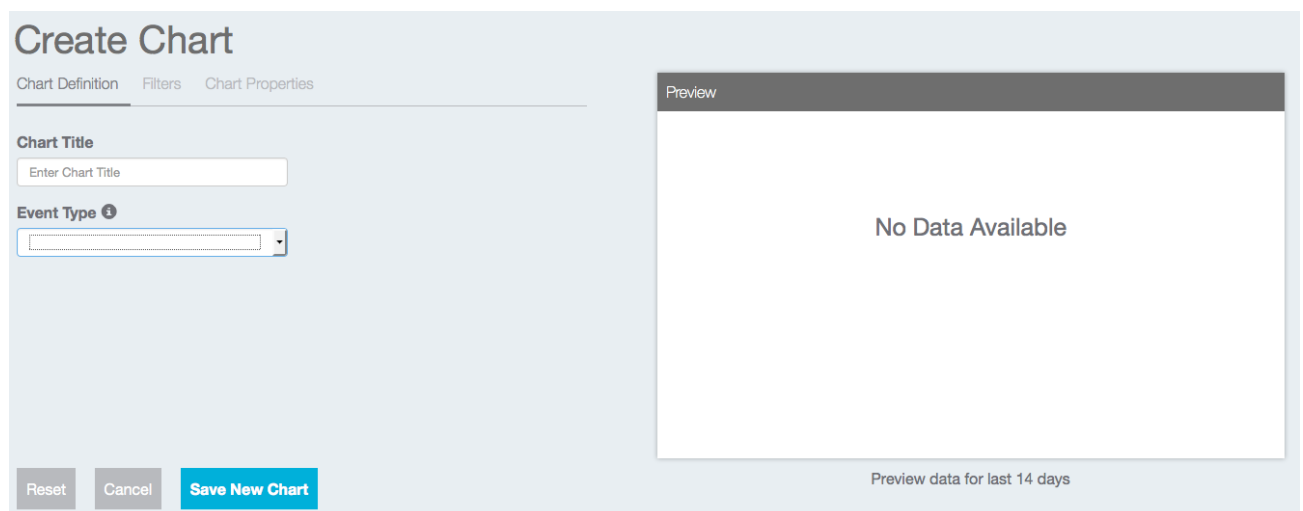 Create Chart
Chart Definition Filters Chart Properties
Chart Title
Enter Chart Title
Event Type
Reset Cancel Save New Chart
Preview
No Data Available
Preview data for last 14 days